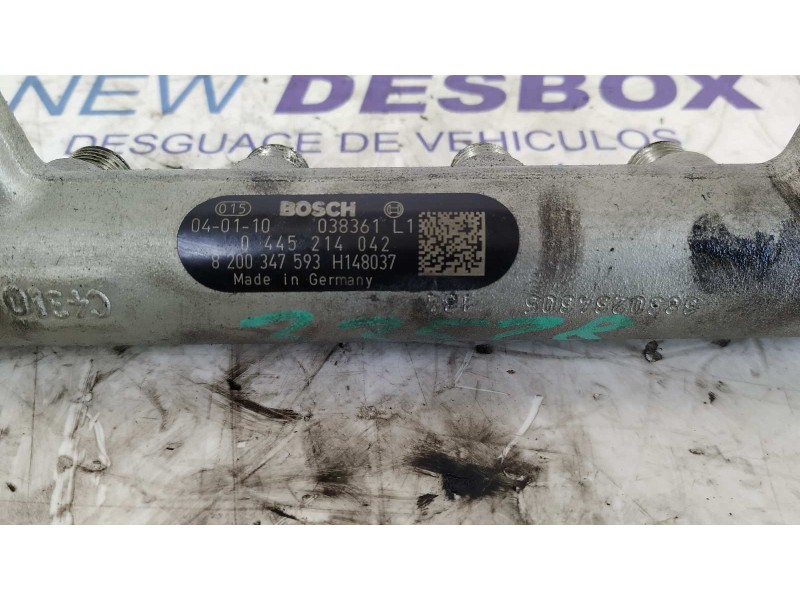 NEW DESBOX
DESGUACE DE VEHICULOS
015 BOSCH
04-01-10 038361 L1
0 445 214 042
8 200 347 593 H148037
Made in Germany